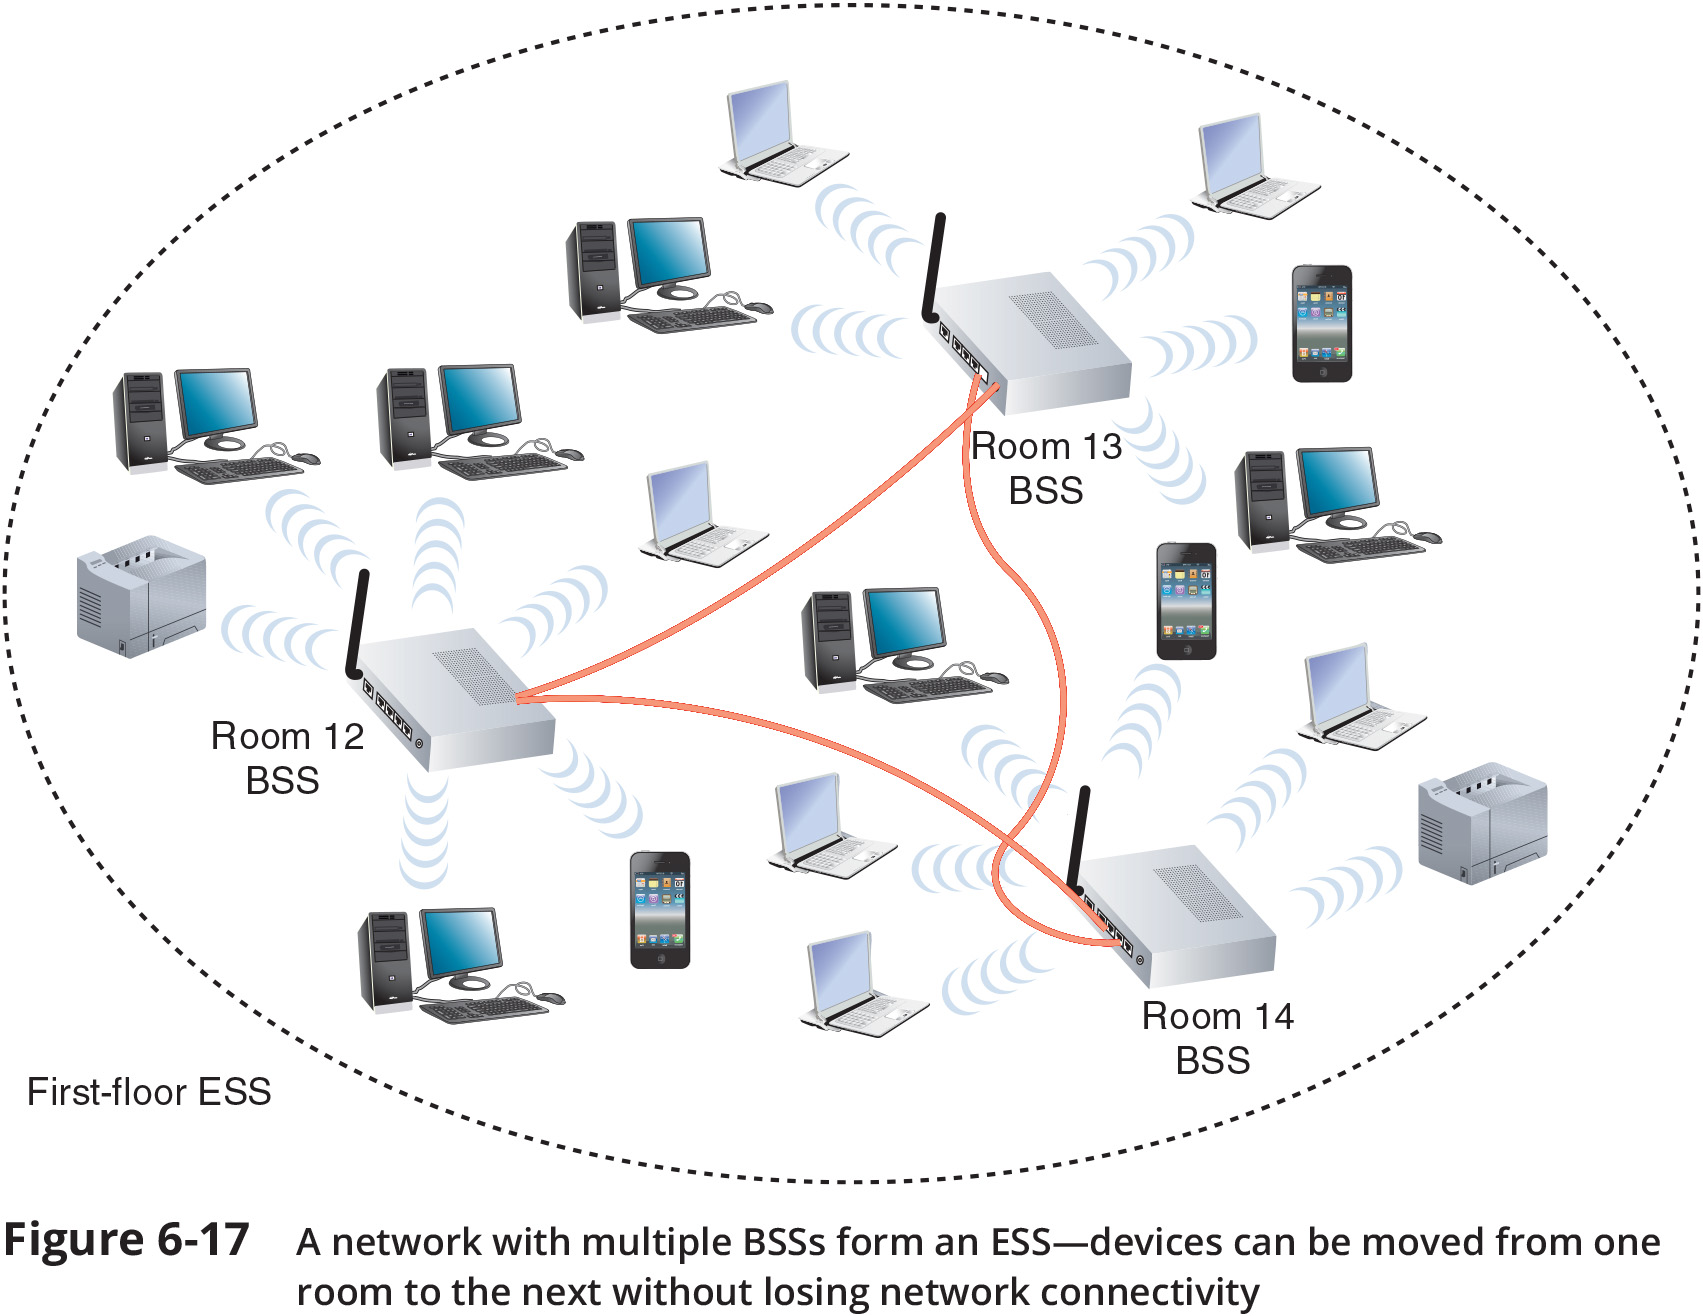 Room 13
BSS
Room 12
BSS
Room 14
BSS
First-floor ESS
Figure 6-17 A network with multiple BSSs form an ESS—devices can be moved from one
room to the next without losing network connectivity